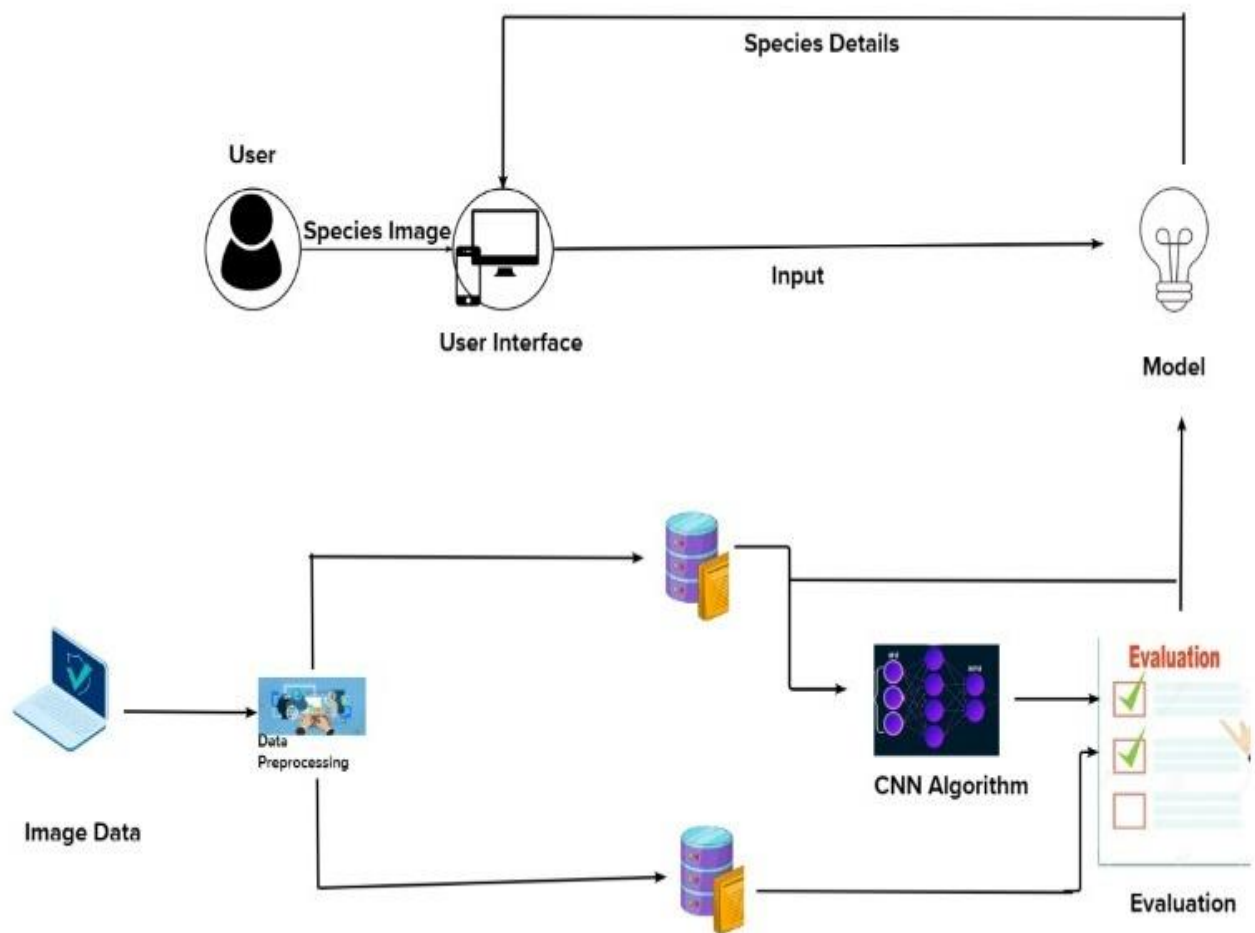 Species Details
User
Species Image
Input
User Interface
Model
Evaluation
Data
Preprocessing
CNN Algorithm
Image Data
Evaluation